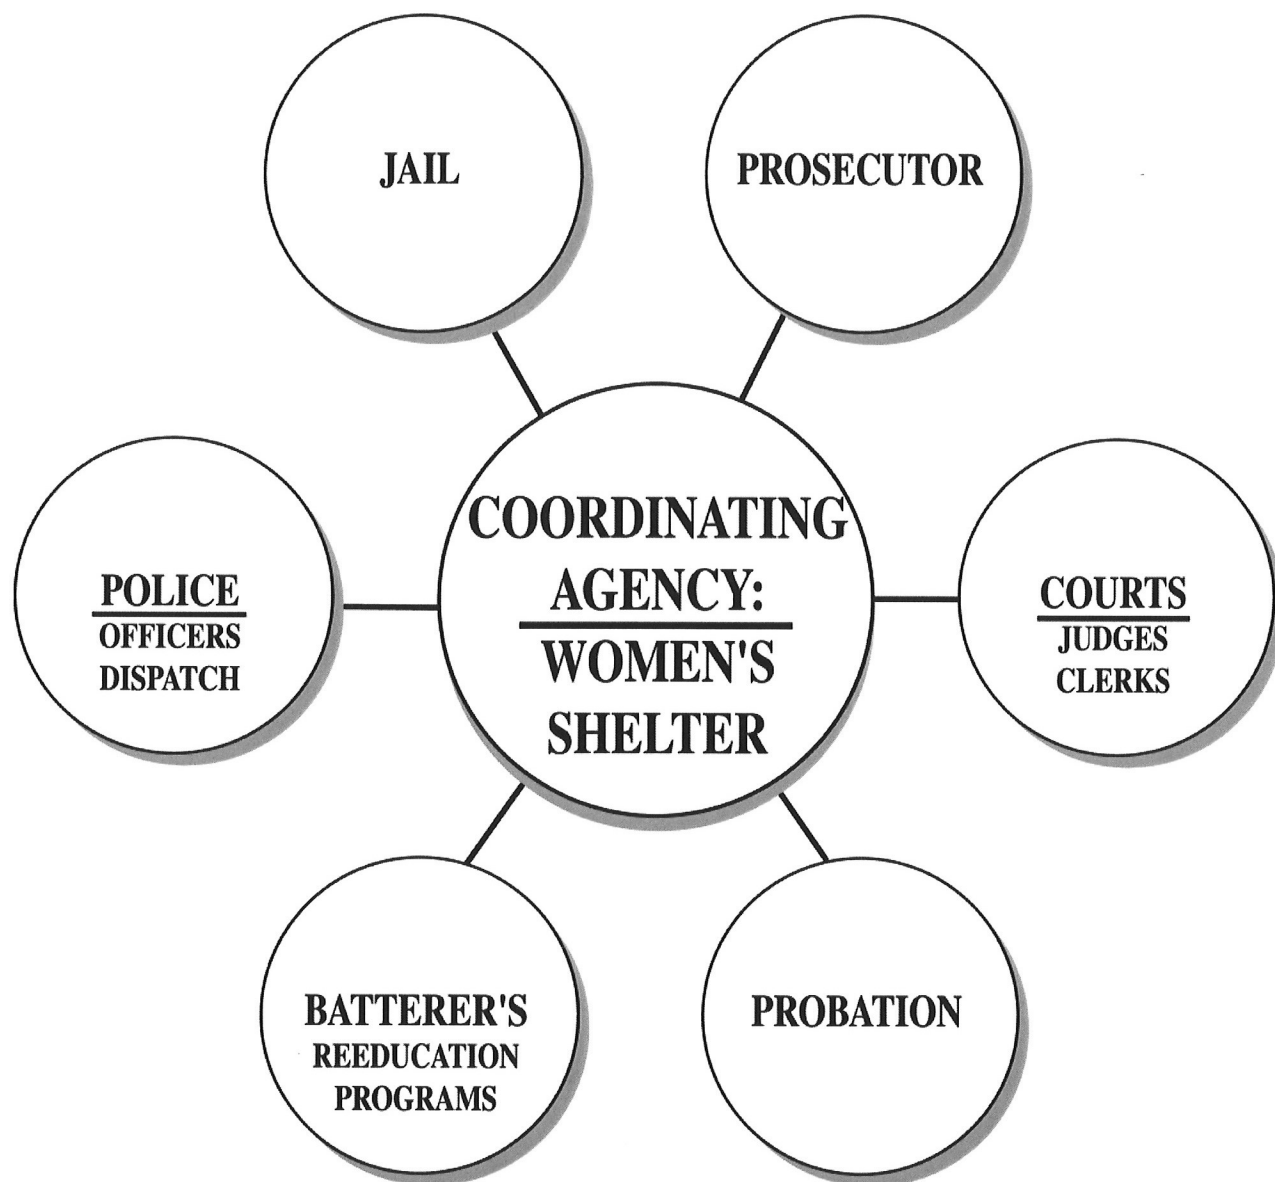 JAIL
PROSECUTOR
COORDINATING
AGENCY:
WOMEN'S
SHELTER
POLICE
OFFICERS
DISPATCH
COURTS
JUDGES
CLERKS
BATTERER'S
REEDUCATION
PROGRAMS
PROBATION